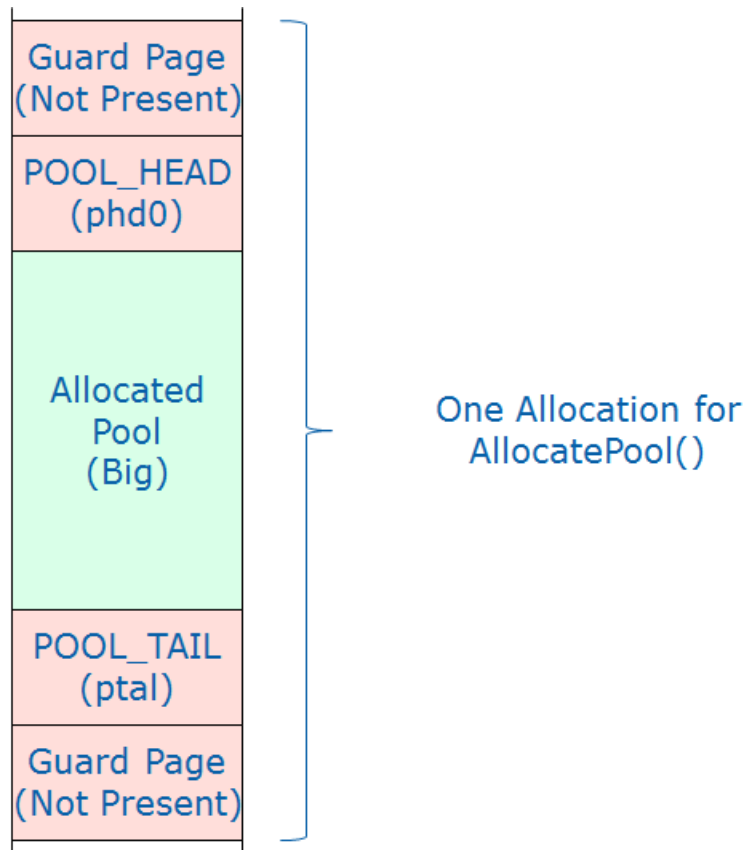 Guard Page
(Not Present)
POOL_HEAD
(phd0)
Allocated
Pool
(Big)
One Allocation for
AllocatePool()
POOL_TAIL
(ptal)
Guard Page
(Not Present)